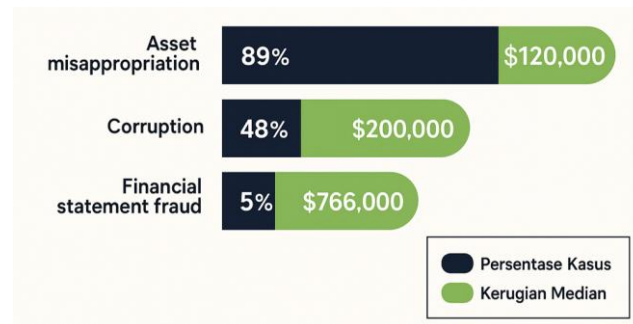 Asset
misappropriation
89%
$120,000
Corruption
48%
$200,000
Financial
statement fraud
5%
$766,000
Persentase Kasus
Kerugian Median